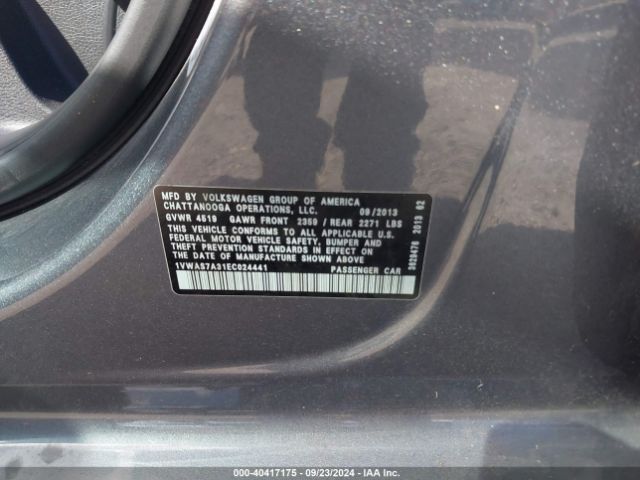 MFD BY VOLKSWAGEN GROUP OF AMERICA
CHATTANOOGA OPERATIONS, LLC. 09/2013
GVWR 4519 GAWR FRONT 2359 / REAR 2271 LBS
THIS VEHICLE CONFORMS TO ALL APPLICABLE U.S.
FEDERAL MOTOR VEHICLE SAFETY, BUMPER AND
THEFT PREVENTION STANDARDS IN EFFECT ON
DATE OF MANUFACTURE SHOWN ABOVE
1VWAS7A31EC024441 PASSENGER CAR
3629476 2013 02
000-40417175 - 09/23/2024 - IAA Inc.